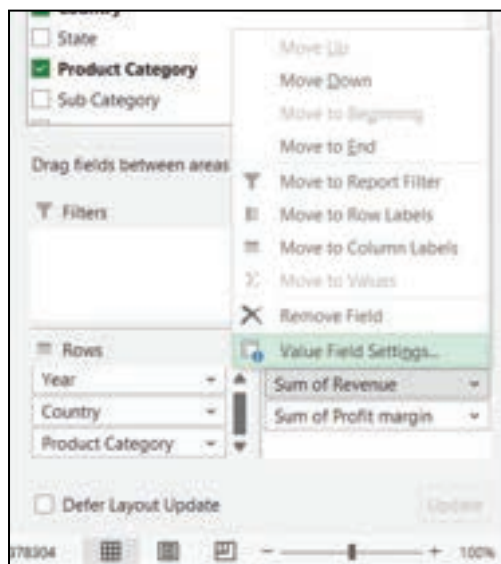 Country
State
Product Category
Sub Category
Drag fields between areas
Filters
Rows
Year
Country
Product Category
Move Up
Move Down
Move to Beginning
Move to End
Move to Report Filter
Move to Row Labels
Move to Column Labels
Σ Move to Values
Remove Field
Value Field Settings...
Sum of Revenue
Sum of Profit margin
Defer Layout Update
Update
378304
100%